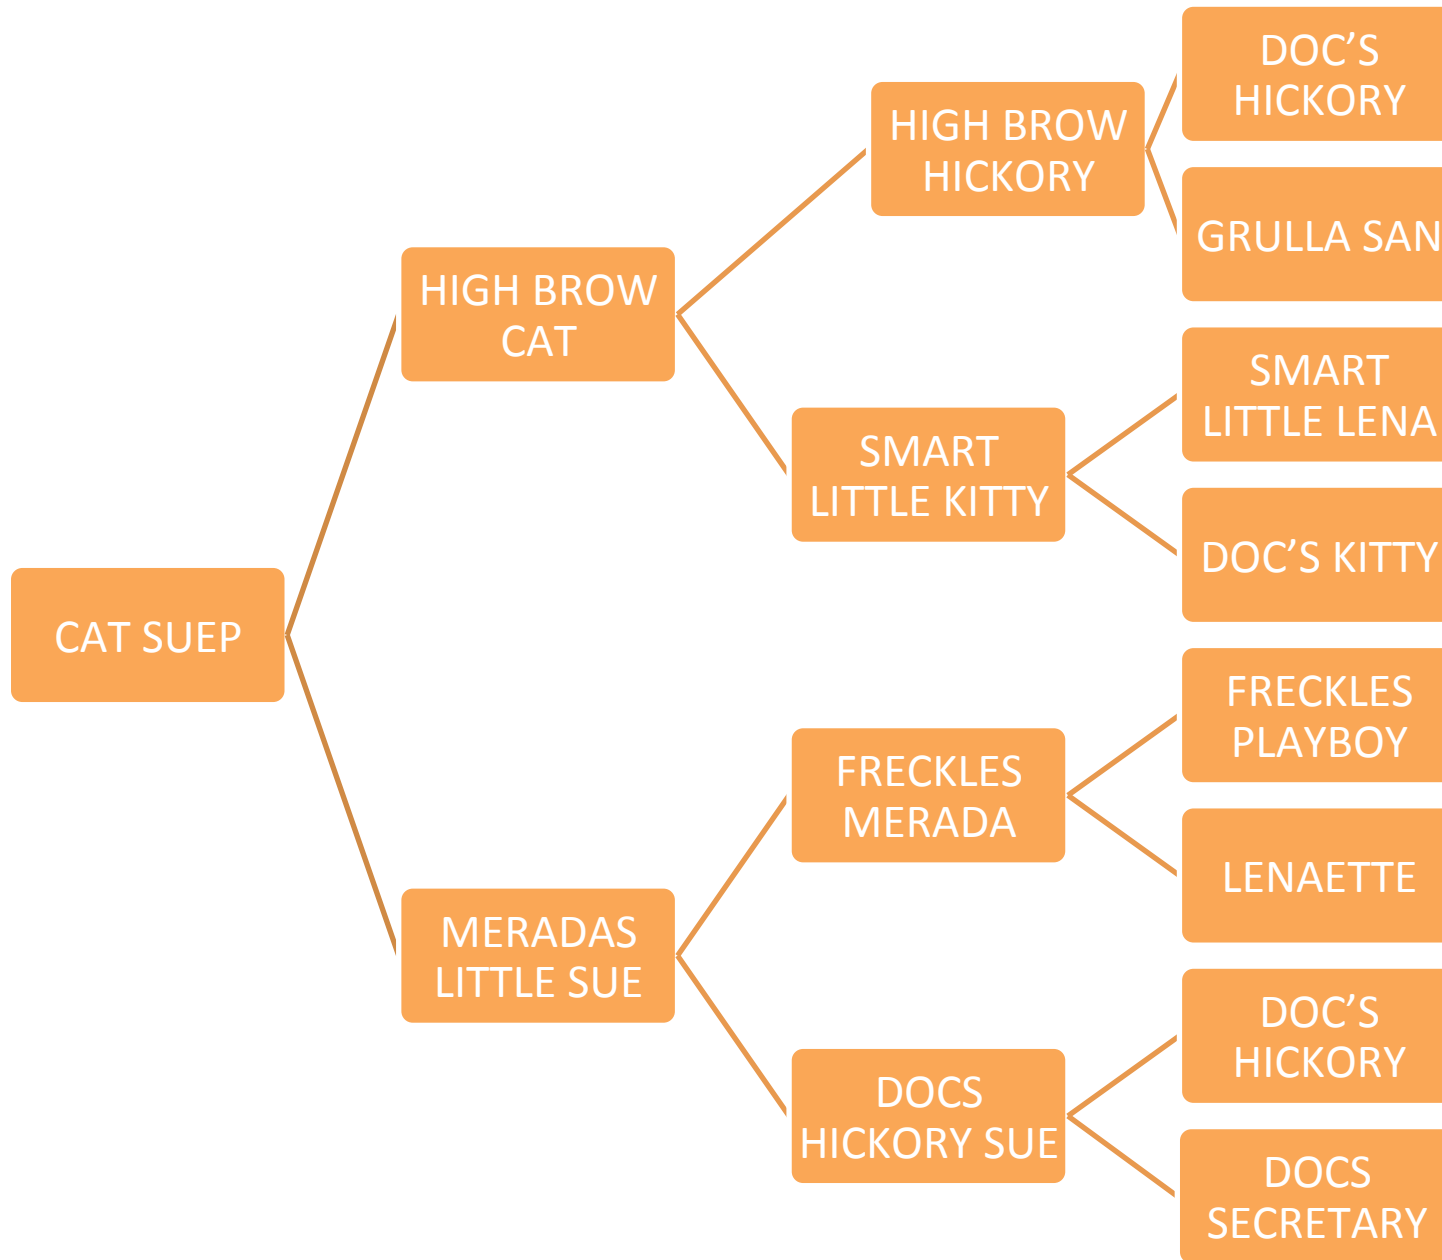 DOC’S
HICKORY
HIGH BROW
HICKORY
GRULLA SAN
HIGH BROW
CAT
SMART
LITTLE LENA
SMART
LITTLE KITTY
DOC’S KITTY
CAT SUEP
FRECKLES
PLAYBOY
FRECKLES
MERADA
LENAETTE
MERADAS
LITTLE SUE
DOC’S
HICKORY
DOCS
HICKORY SUE
DOCS
SECRETARY